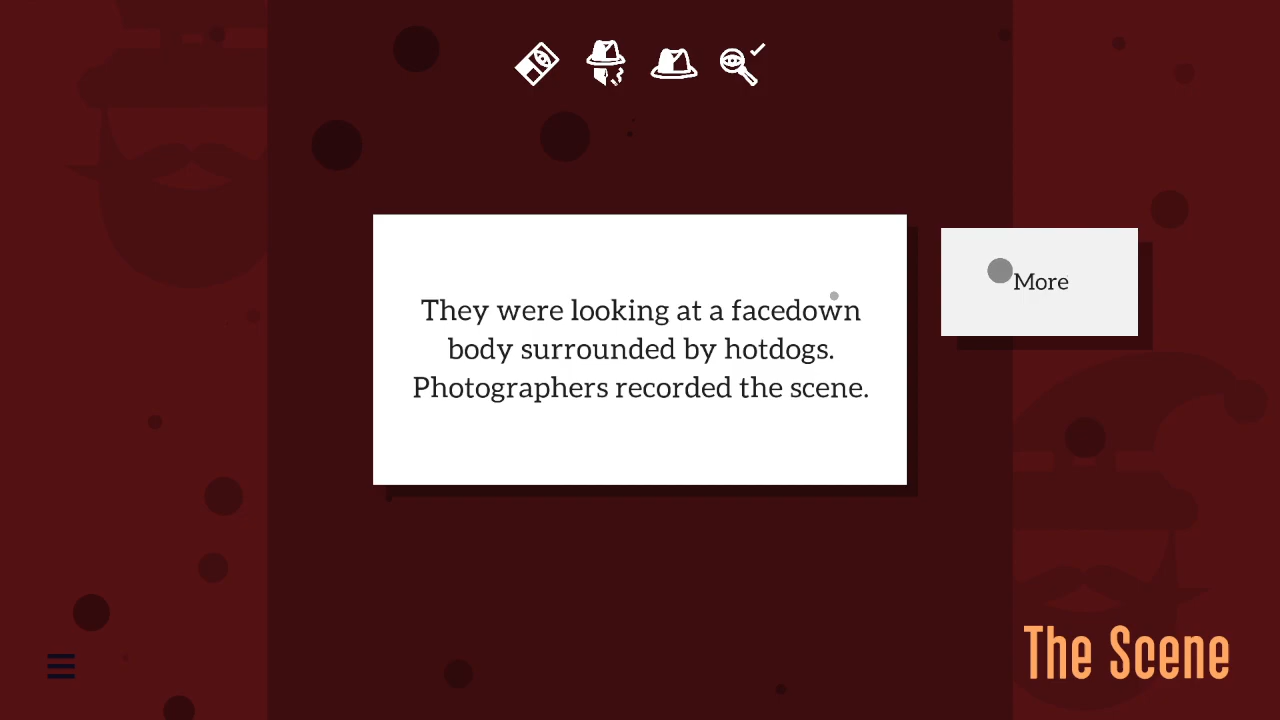 They were looking at a facedown
body surrounded by hotdogs.
Photographers recorded the scene.
More
The Scene